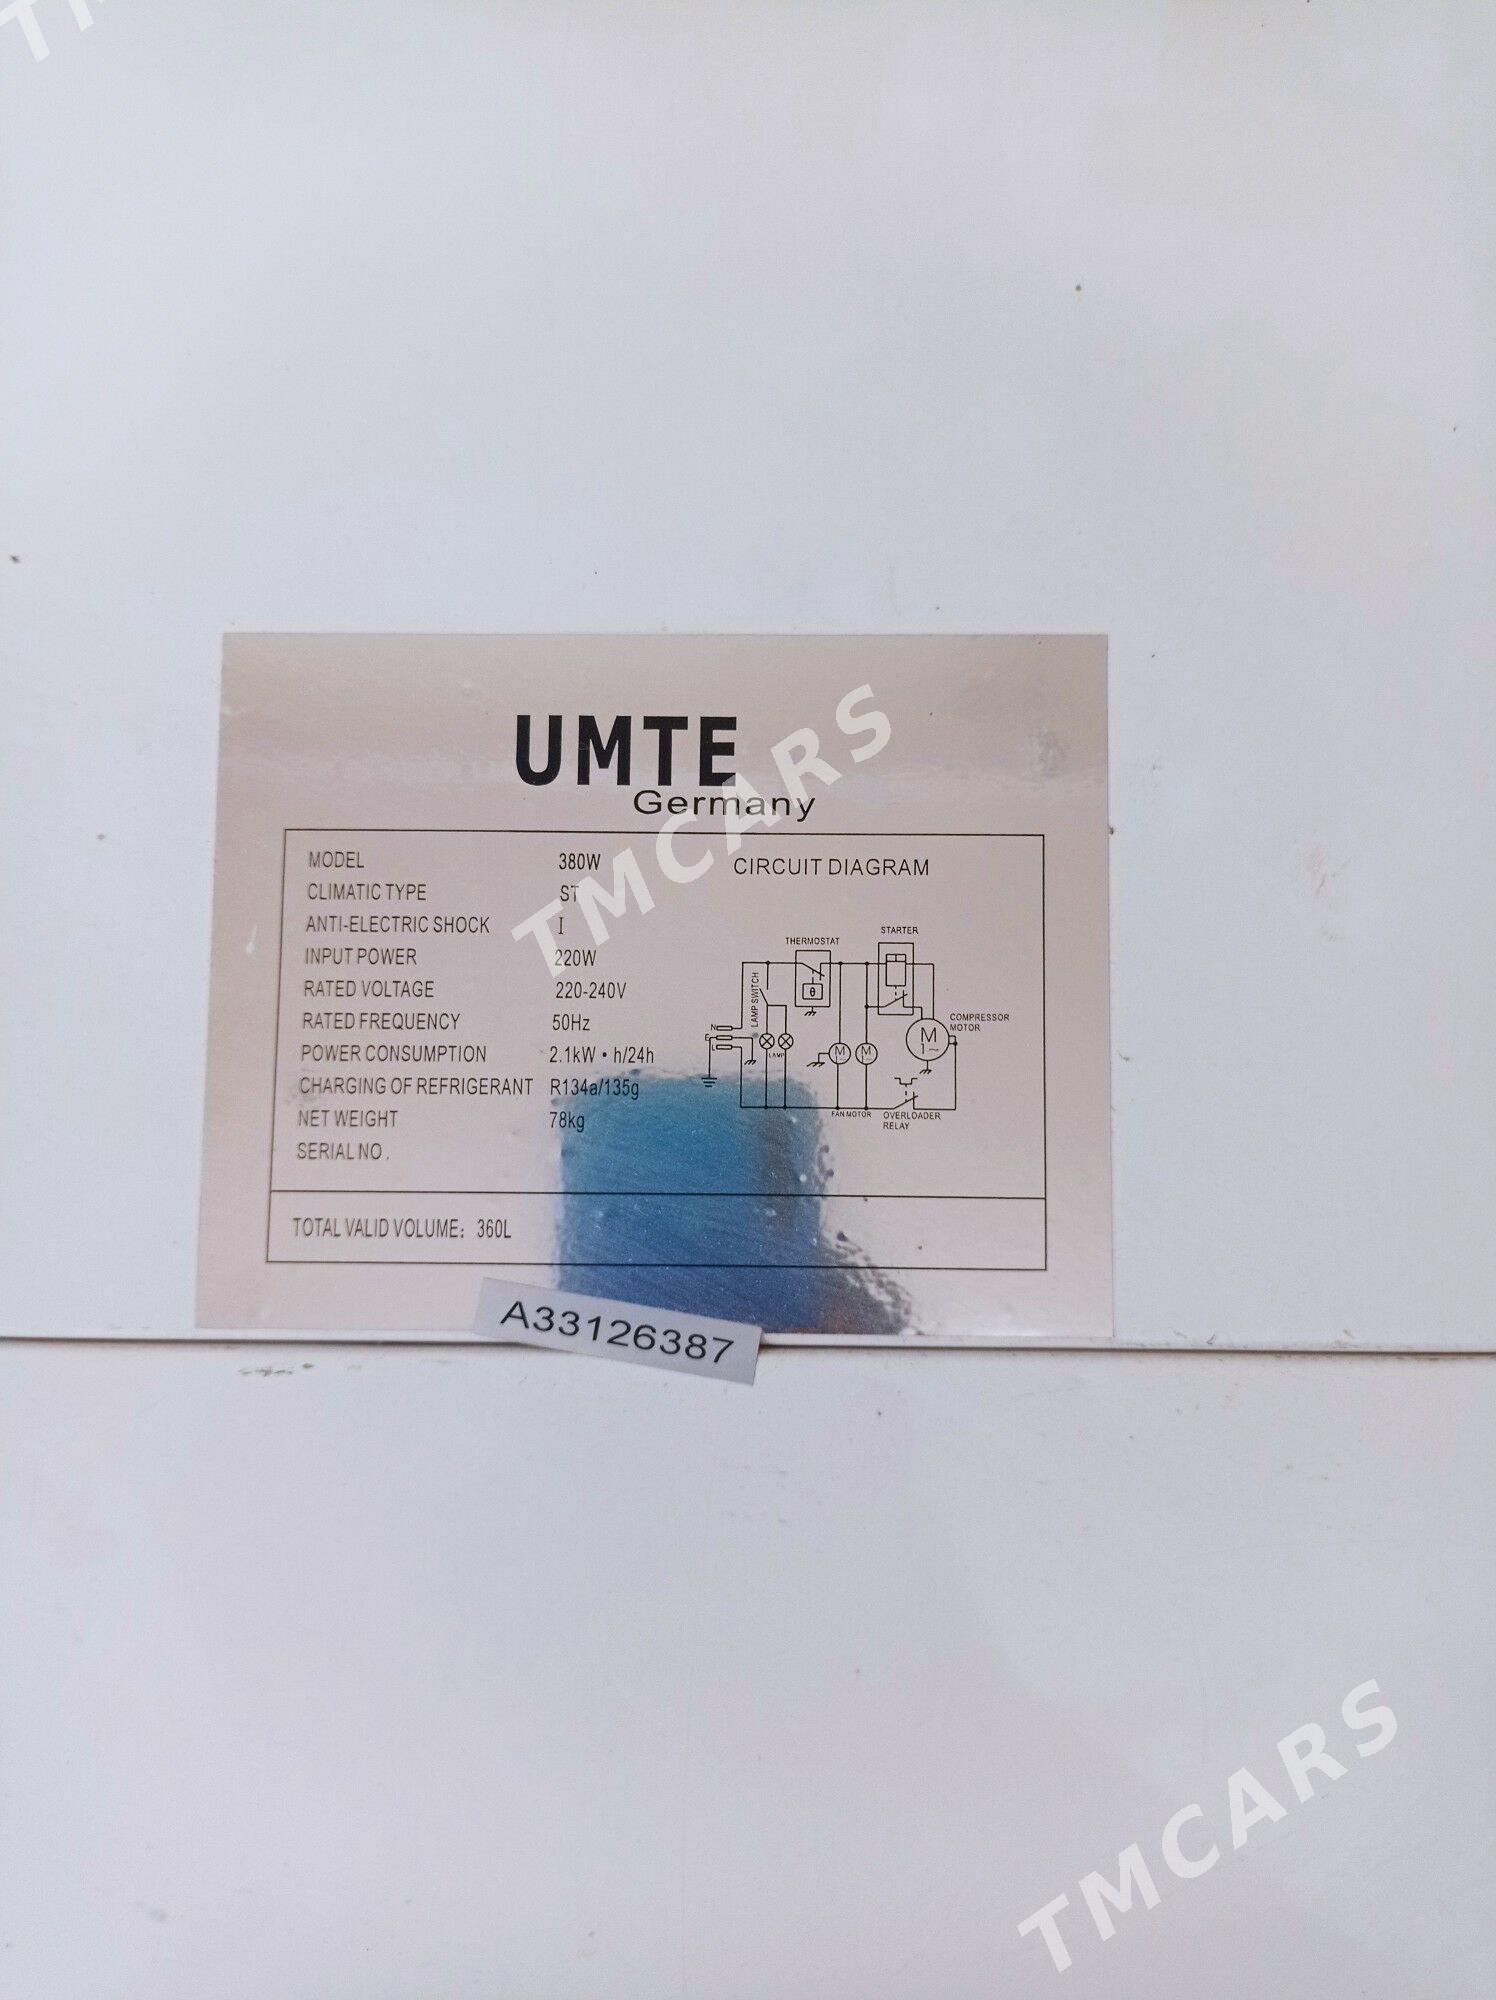 UMTE
Germany
MODEL 380W
CLIMATIC TYPE ST
ANTI-ELECTRIC SHOCK I
INPUT POWER 220W
RATED VOLTAGE 220-240V
RATED FREQUENCY 50Hz
POWER CONSUMPTION 2.1kW•h/24h
CHARGING OF REFRIGERANT R134a/135g
NET WEIGHT 78kg
SERIAL NO.
CIRCUIT DIAGRAM
THERMOSTAT
STARTER
LAMP SWITCH
θ
COMPRESSOR
MOTOR
M
1~
N
E
L
LAMP
M
M
FAN MOTOR
OVERLOADER
RELAY
TOTAL VALID VOLUME: 360L
A33126387
TMCARS
TMCARS